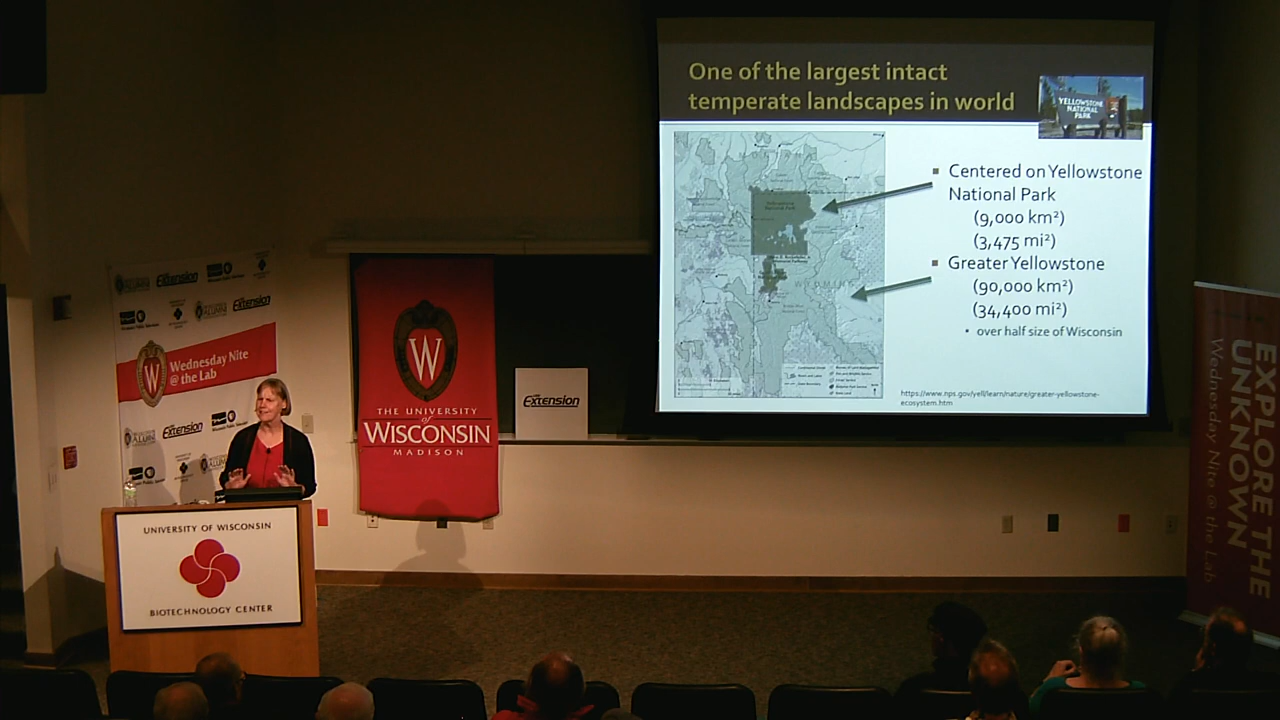 One of the largest intact
temperate landscapes in world
YELLOWSTONE
NATIONAL
PARK
Centered on Yellowstone
National Park
(9,000 km²)
(3,475 mi²)
Greater Yellowstone
(90,000 km²)
(34,400 mi²)
over half size of Wisconsin
https://www.nps.gov/yell/learn/nature/greater-yellowstone-
ecosystem.htm
Extension
Extension
Wednesday Nite
@ the Lab
Extension
W
THE UNIVERSITY
of
WISCONSIN
MADISON
Extension
UNIVERSITY OF WISCONSIN
BIOTECHNOLOGY CENTER
EXPLORE THE
UNKNOWN
Wednesday Nite @ the Lab